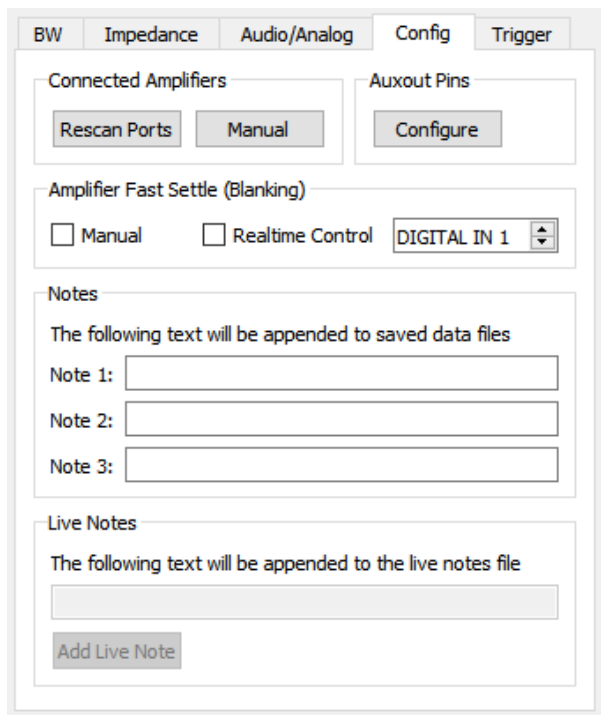 BW Impedance Audio/Analog Config Trigger
Connected Amplifiers Auxout Pins
Rescan Ports Manual Configure
Amplifier Fast Settle (Blanking)
Manual Realtime Control DIGITAL IN 1
Notes
The following text will be appended to saved data files
Note 1:
Note 2:
Note 3:
Live Notes
The following text will be appended to the live notes file
Add Live Note